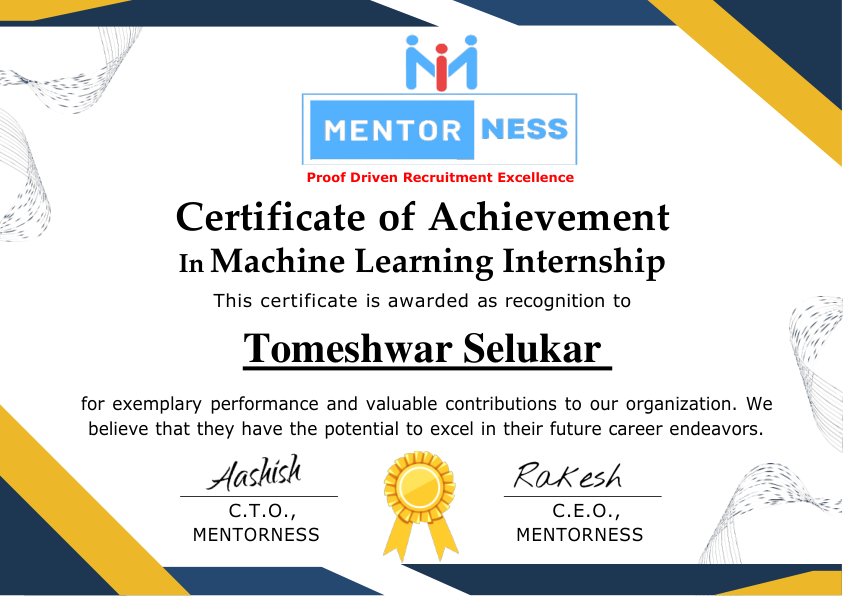 MENTOR NESS
Proof Driven Recruitment Excellence
Certificate of Achievement
In Machine Learning Internship
This certificate is awarded as recognition to
Tomeshwar Selukar
for exemplary performance and valuable contributions to our organization. We
believe that they have the potential to excel in their future career endeavors.
Aashish Rakesh
C.T.O., C.E.O.,
MENTORNESS MENTORNESS